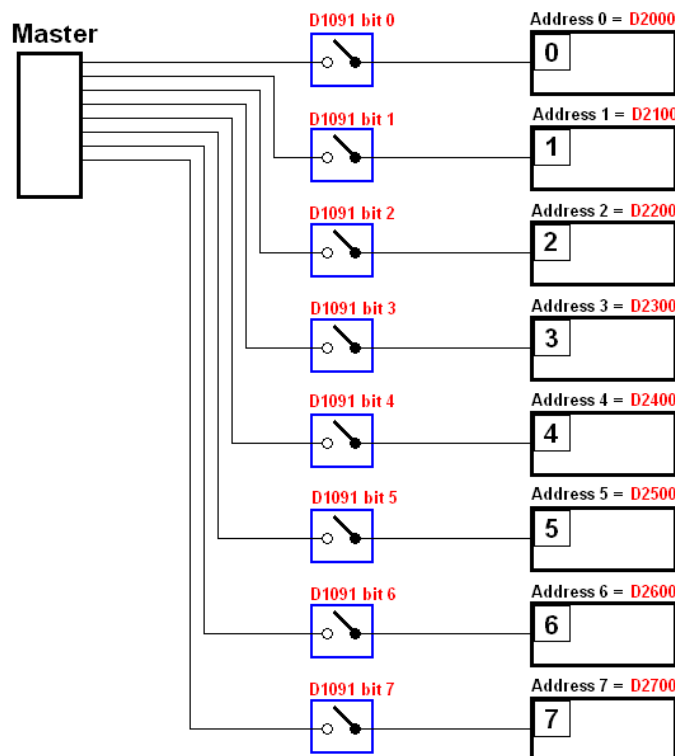 D1091 bit 0
Address 0 = D2000
Master
0
D1091 bit 1
Address 1 = D2100
1
D1091 bit 2
Address 2 = D2200
2
D1091 bit 3
Address 3 = D2300
3
D1091 bit 4
Address 4 = D2400
4
D1091 bit 5
Address 5 = D2500
5
D1091 bit 6
Address 6 = D2600
6
D1091 bit 7
Address 7 = D2700
7